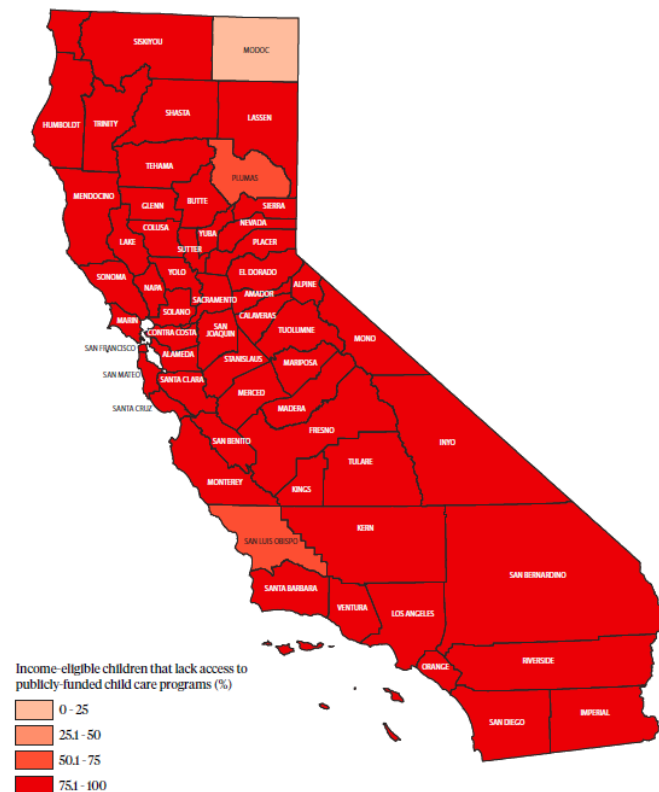 SISKIYOU
MODOC
HUMBOLDT
TRINITY
SHASTA
LASSEN
TEHAMA
PLUMAS
MENDOCINO
GLENN
BUTTE
SIERRA
COLUSA
NEVADA
YUBA
LAKE
SUTTER
PLACER
SONOMA
NAPA
YOLO
EL DORADO
SACRAMENTO
AMADOR
ALPINE
SOLANO
CALAVERAS
MARIN
CONTRA COSTA
SAN
JOAQUIN
TUOLUMNE
MONO
SAN FRANCISCO
ALAMEDA
STANISLAUS
MARIPOSA
SAN MATEO
SANTA CLARA
MERCED
MADERA
SANTA CRUZ
FRESNO
SAN BENITO
INYO
TULARE
MONTEREY
KINGS
KERN
SAN LUIS OBISPO
SAN BERNARDINO
SANTA BARBARA
VENTURA
LOS ANGELES
ORANGE
RIVERSIDE
SAN DIEGO
IMPERIAL
Income-eligible children that lack access to
publicly-funded child care programs (%)
0 - 25
25.1 - 50
50.1 - 75
75.1 - 100